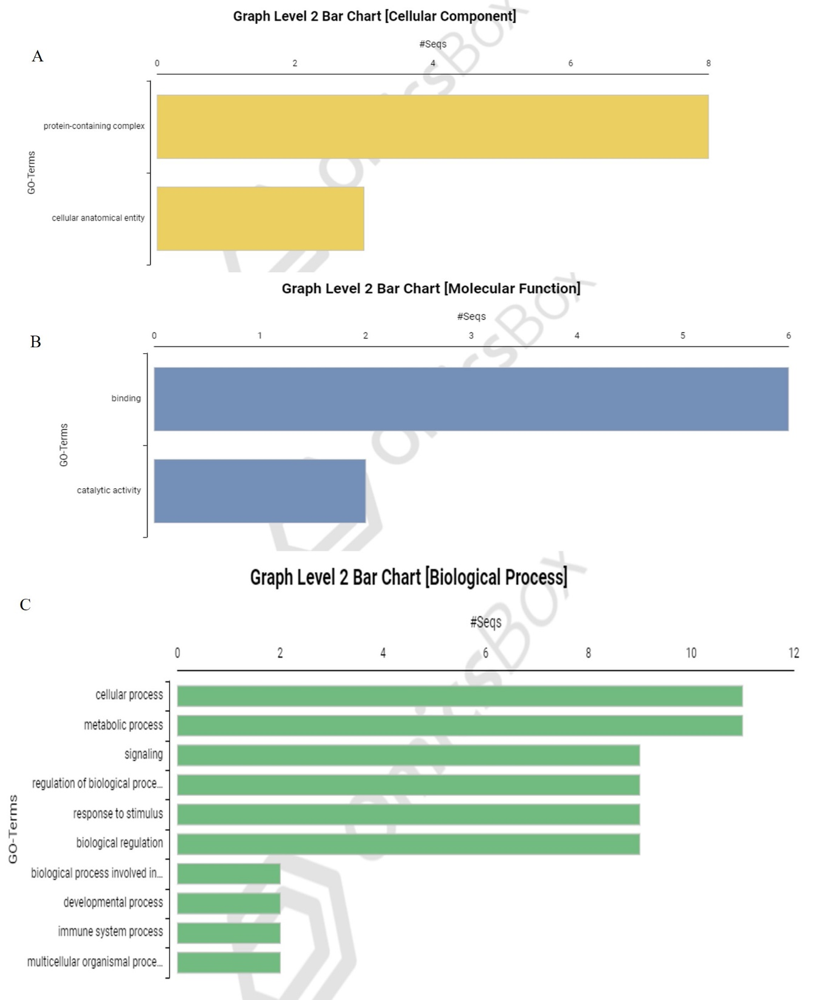 Graph Level 2 Bar Chart [Cellular Component]
#Seqs
A
0 2 4 6 8
protein-containing complex
GO-Terms
cellular anatomical entity
OmicsBox
Graph Level 2 Bar Chart [Molecular Function]
#Seqs
B
0 1 2 3 4 5 6
binding
GO-Terms
catalytic activity
OmicsBox
Graph Level 2 Bar Chart [Biological Process]
C
#Seqs
0 2 4 6 8 10 12
cellular process
metabolic process
signaling
regulation of biological proce...
response to stimulus
GO-Terms
biological regulation
biological process involved in...
developmental process
immune system process
multicellular organismal proce...
OmicsBox